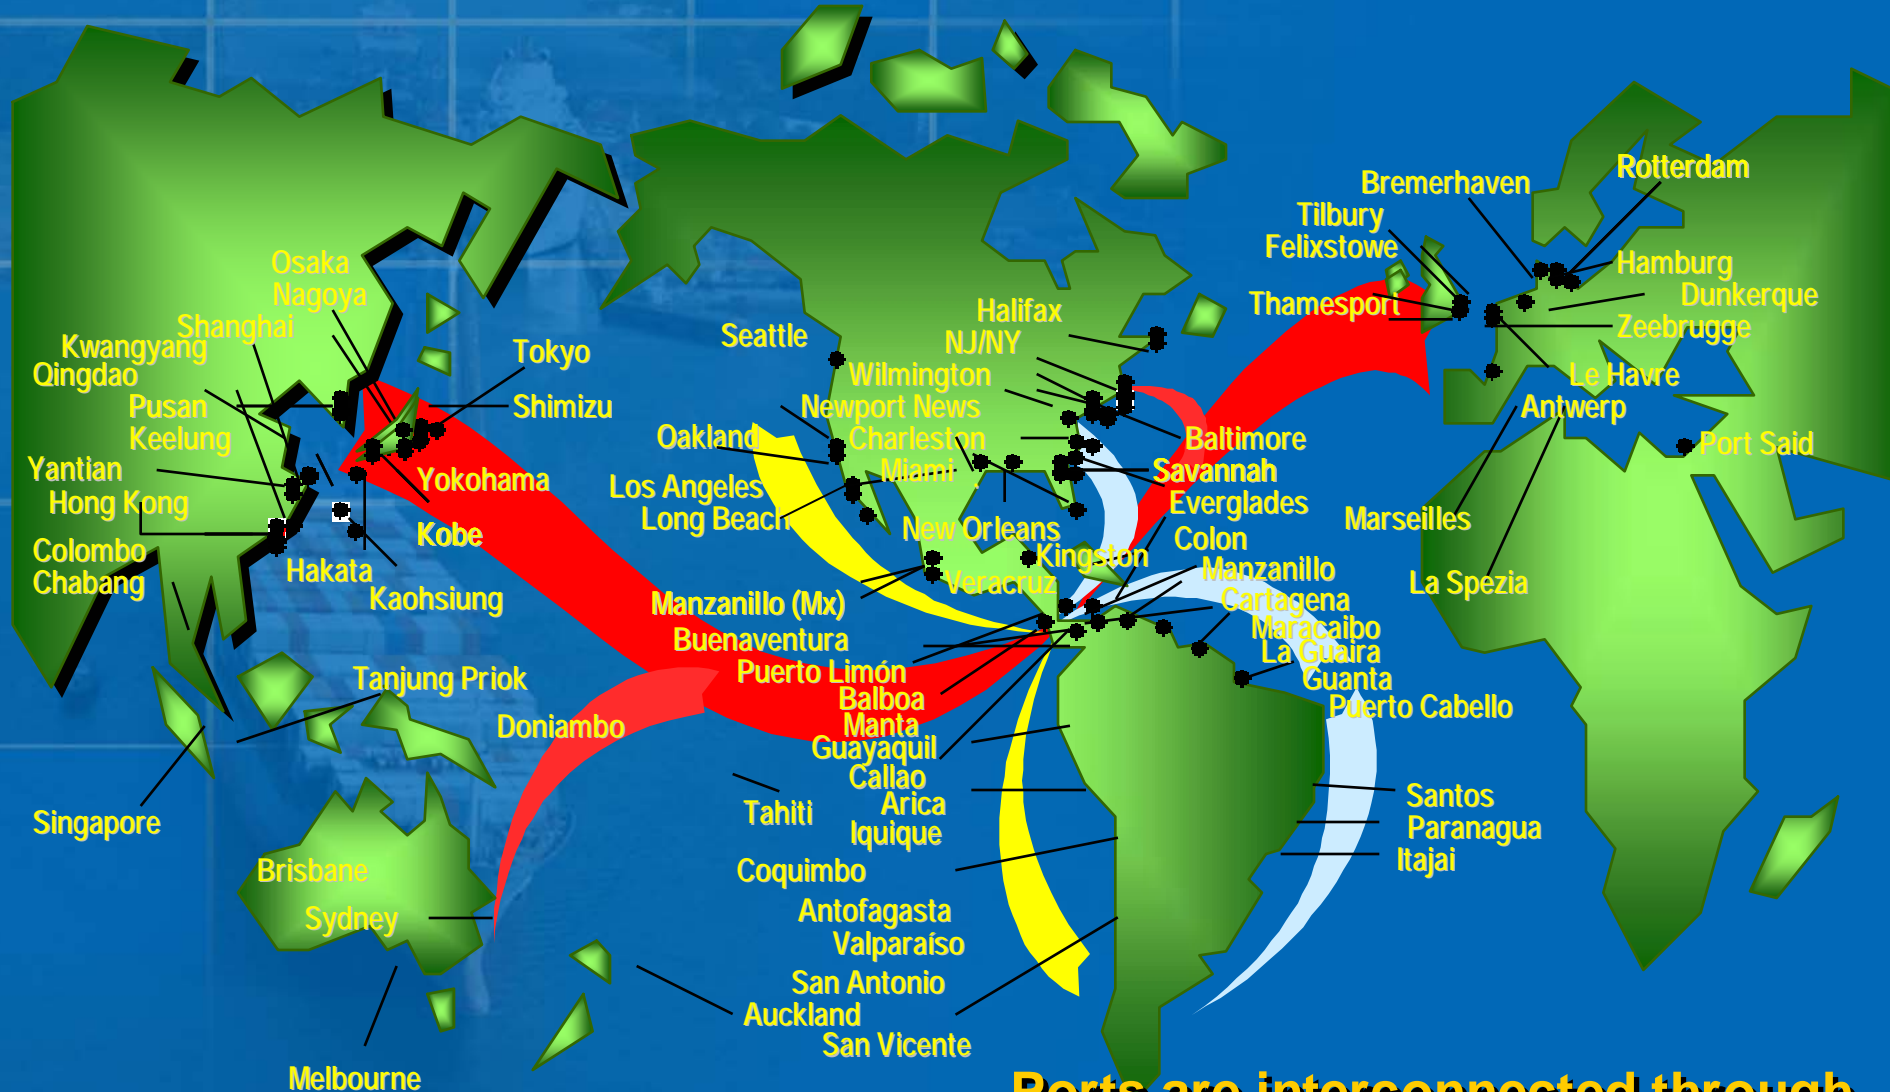 Osaka
Nagoya
Shanghai
Kwangyang
Qingdao
Pusan
Keelung
Yantian
Hong Kong
Colombo
Chabang
Tokyo
Shimizu
Yokohama
Kobe
Hakata
Kaohsiung
Tanjung Priok
Doniambo
Singapore
Brisbane
Sydney
Melbourne
Seattle
Oakland
Los Angeles
Long Beach
Halifax
NJ/NY
Wilmington
Newport News
Charleston
Miami
New Orleans
Kingston
Veracruz
Baltimore
Savannah
Everglades
Colon
Manzanillo
Cartagena
Maracaibo
La Guaira
Guanta
Puerto Cabello
Manzanillo (Mx)
Buenaventura
Puerto Limón
Balboa
Manta
Guayaquil
Callao
Arica
Iquique
Tahiti
Coquimbo
Antofagasta
Valparaíso
San Antonio
Auckland
San Vicente
Santos
Paranagua
Itajai
Rotterdam
Bremerhaven
Tilbury
Felixstowe
Thamesport
Hamburg
Dunkerque
Zeebrugge
Le Havre
Antwerp
Port Said
Marseilles
La Spezia
Ports are interconnected through